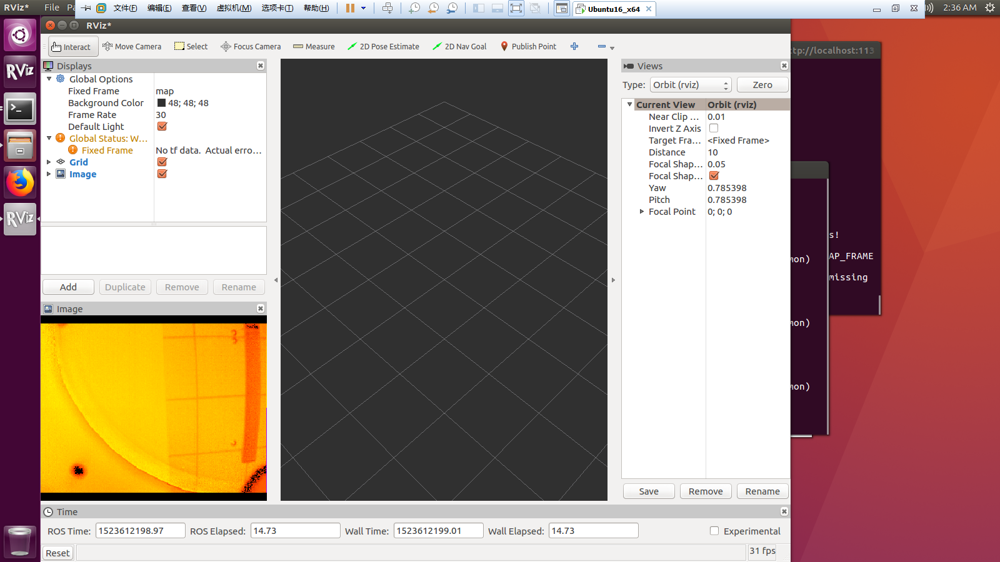 RViz*
File Pa
文件(F)
编辑(E)
查看(V)
虚拟机(M)
选项卡(T)
帮助(H)
Ubuntu16_x64
2:36 AM
RViz*
Interact
Move Camera
Select
Focus Camera
Measure
2D Pose Estimate
2D Nav Goal
Publish Point
ttp://localhost:113
RViz
RViz
Displays
Global Options
Fixed Frame map
Background Color 48; 48; 48
Frame Rate 30
Default Light
Global Status: W…
Fixed Frame No tf data. Actual erro…
Grid
Image
Add
Duplicate
Remove
Rename
Image
Views
Type: Orbit (rviz) Zero
Current View Orbit (rviz)
Near Clip … 0.01
Invert Z Axis
Target Fra… <Fixed Frame>
Distance 10
Focal Shap… 0.05
Focal Shap…
Yaw 0.785398
Pitch 0.785398
Focal Point 0; 0; 0
Save
Remove
Rename
s!
AP_FRAME
mon)
missing
mon)
mon)
Time
ROS Time: 1523612198.97 ROS Elapsed: 14.73 Wall Time: 1523612199.01 Wall Elapsed: 14.73 Experimental
Reset
31 fps